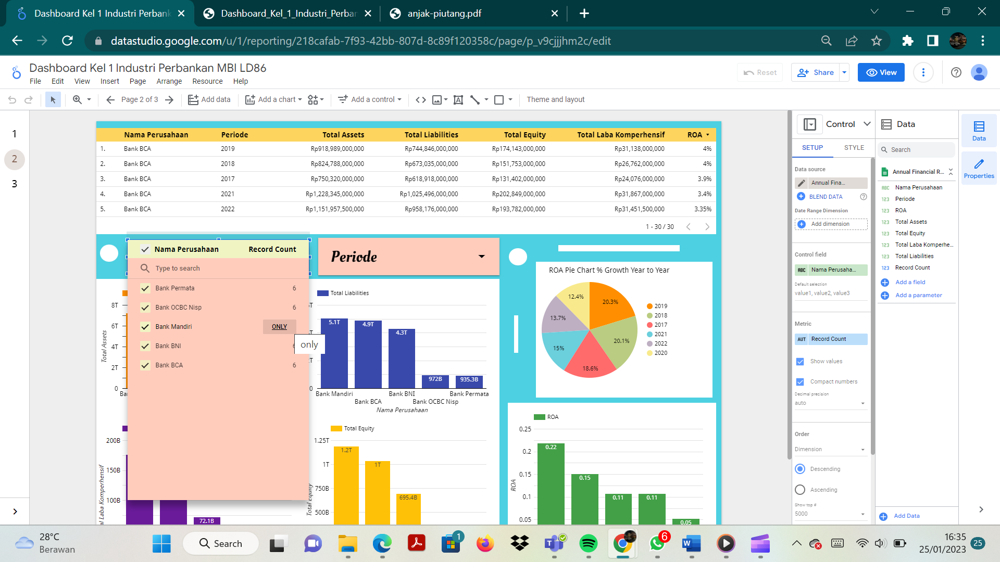 Dashboard Kel 1 Industri Perbank
Dashboard_Kel_1_Industri_Perban
anjak-piutang.pdf
datastudio.google.com/u/1/reporting/218cafab-7f93-42bb-807d-8c89f120358c/page/p_v9cjjjhm2c/edit
Dashboard Kel 1 Industri Perbankan MBI LD86
File Edit View Insert Page Arrange Resource Help
Reset
Share
View
Page 2 of 3
Add data
Add a chart
Add a control
Theme and layout
1
2
3
Nama Perusahaan Periode Total Assets Total Liabilities Total Equity Total Laba Komperhensif ROA
1. Bank BCA 2019 Rp918,989,000,000 Rp744,846,000,000 Rp174,143,000,000 Rp31,138,000,000 4%
2. Bank BCA 2018 Rp824,788,000,000 Rp673,035,000,000 Rp151,753,000,000 Rp26,762,000,000 4%
3. Bank BCA 2017 Rp750,320,000,000 Rp618,918,000,000 Rp131,402,000,000 Rp24,076,000,000 3.9%
4. Bank BCA 2021 Rp1,228,345,000,000 Rp1,025,496,000,000 Rp202,849,000,000 Rp31,867,000,000 3.4%
5. Bank BCA 2022 Rp1,151,957,500,000 Rp958,176,000,000 Rp193,782,000,000 Rp31,451,500,000 3.35%
1 - 30 / 30
Nama Perusahaan Record Count
Type to search
Bank Permata 6
Bank OCBC Nisp 6
Bank Mandiri ONLY
Bank BNI
only
Bank BCA 6
Periode
8T
6T
4T
2T
0
Total Assets
Ba
Total Liabilities
5.1T
4.9T
4.3T
972B
935.3B
0
Bank Mandiri Bank BNI Bank Permata
Bank BCA Bank OCBC Nisp
Nama Perusahaan
200B
150B
100B
al Laba Komperhensif
72.1B
Total Equity
1.25T
1T
750B
500B
Total Equity
1.2T
1T
695.4B
ROA Pie Chart % Growth Year to Year
12.4%
20.3%
13.7%
20.1%
15%
18.6%
2019
2018
2017
2021
2022
2020
ROA
0.25
0.2
0.15
0.1
0.05
ROA
0.22
0.15
0.11
0.11
0.05
Control
SETUP STYLE
Data source
Annual Fina...
BLEND DATA
Date Range Dimension
Add dimension
Control field
ABC Nama Perusaha...
Default selection
value1, value2, value3
Metric
AUT Record Count
Show values
Compact numbers
Decimal precision
auto
Order
Dimension
Descending
Ascending
Show top #
5000
Data
Search
Annual Financial R...
ABC Nama Perusahaan
123 Periode
123 ROA
123 Total Assets
123 Total Equity
123 Total Laba Komperhe...
123 Total Liabilities
123 Record Count
Add a field
Add a parameter
Add Data
Data
Properties
28°C
Berawan
Search
1
6
16:35
25/01/2023
25